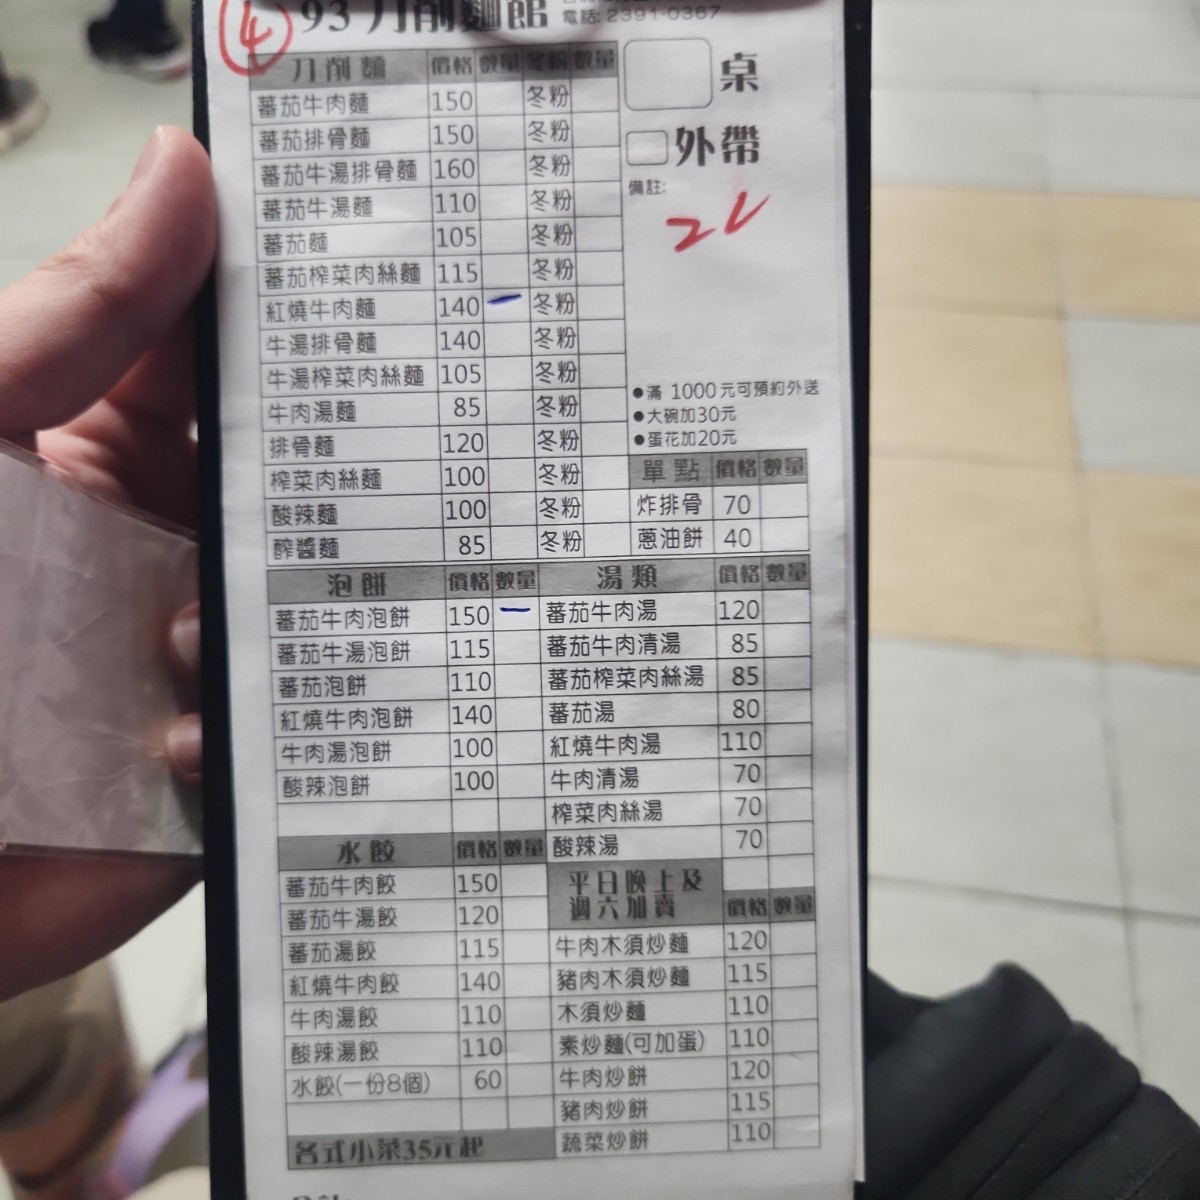 ④ 93 刀削麵館 電話: 2391-0367
刀削麵 價格 數量 冬粉 數量
蕃茄牛肉麵 150 冬粉
蕃茄排骨麵 150 冬粉
蕃茄牛湯排骨麵 160 冬粉
蕃茄牛湯麵 110 冬粉
蕃茄麵 105 冬粉
蕃茄榨菜肉絲麵 115 冬粉
紅燒牛肉麵 140 一 冬粉
牛湯排骨麵 140 冬粉
牛湯榨菜肉絲麵 105 冬粉
牛肉湯麵 85 冬粉
排骨麵 120 冬粉
榨菜肉絲麵 100 冬粉
酸辣麵 100 冬粉
醡醬麵 85 冬粉
桌
外帶
備註:
●滿 1000元可預約外送
●大碗加30元
●蛋花加20元
單點 價格 數量
炸排骨 70
蔥油餅 40
泡餅 價格 數量
蕃茄牛肉泡餅 150 一
蕃茄牛湯泡餅 115
蕃茄泡餅 110
紅燒牛肉泡餅 140
牛肉湯泡餅 100
酸辣泡餅 100
湯類 價格 數量
蕃茄牛肉湯 120
蕃茄牛肉清湯 85
蕃茄榨菜肉絲湯 85
蕃茄湯 80
紅燒牛肉湯 110
牛肉清湯 70
榨菜肉絲湯 70
酸辣湯 70
水餃 價格 數量
蕃茄牛肉餃 150
蕃茄牛湯餃 120
蕃茄湯餃 115
紅燒牛肉餃 140
牛肉湯餃 110
酸辣湯餃 110
水餃(一份8個) 60
各式小菜35元起
平日晚上及
週六加賣 價格 數量
牛肉木須炒麵 120
豬肉木須炒麵 115
木須炒麵 110
素炒麵(可加蛋) 110
牛肉炒餅 120
豬肉炒餅 115
蔬菜炒餅 110